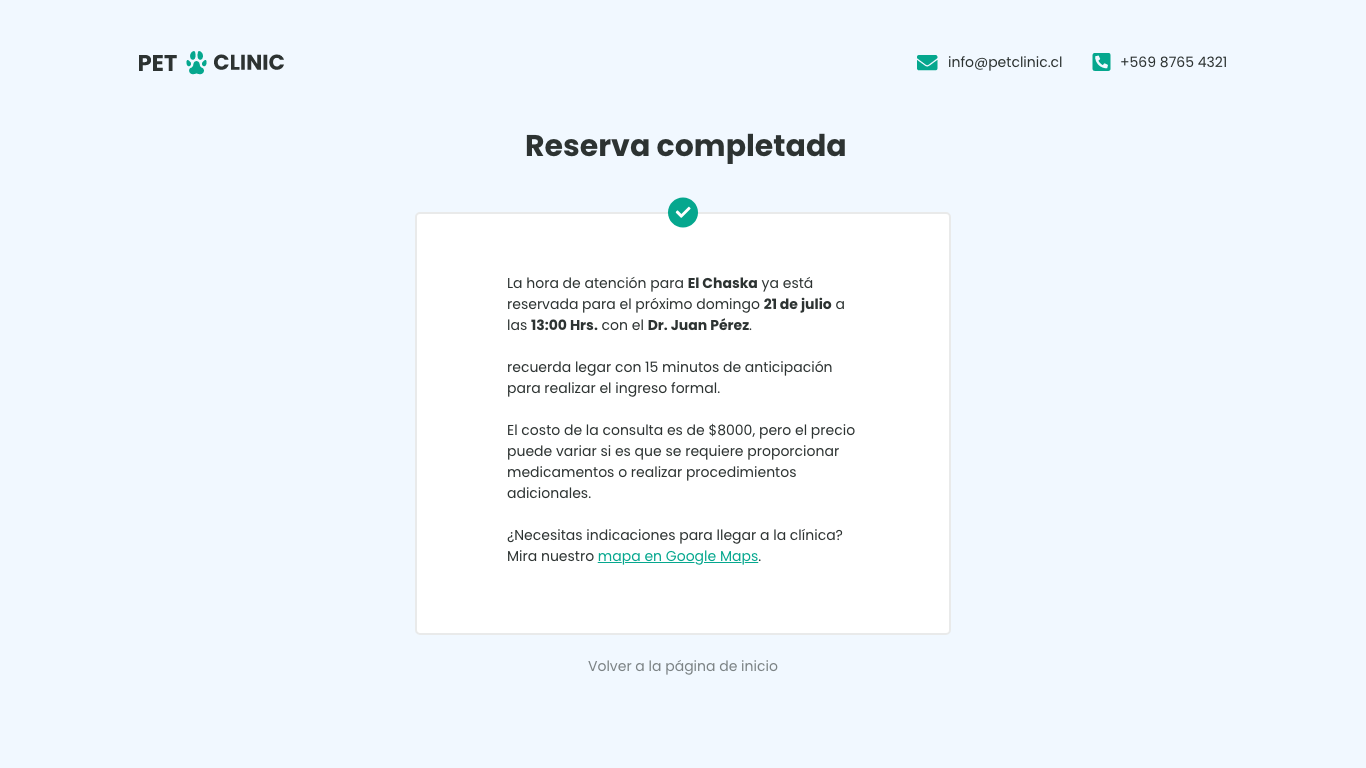 PET CLINIC
info@petclinic.cl
+569 8765 4321
Reserva completada
La hora de atención para El Chaska ya está
reservada para el próximo domingo 21 de julio a
las 13:00 Hrs. con el Dr. Juan Pérez.
recuerda legar con 15 minutos de anticipación
para realizar el ingreso formal.
El costo de la consulta es de $8000, pero el precio
puede variar si es que se requiere proporcionar
medicamentos o realizar procedimientos
adicionales.
¿Necesitas indicaciones para llegar a la clínica?
Mira nuestro mapa en Google Maps.
Volver a la página de inicio